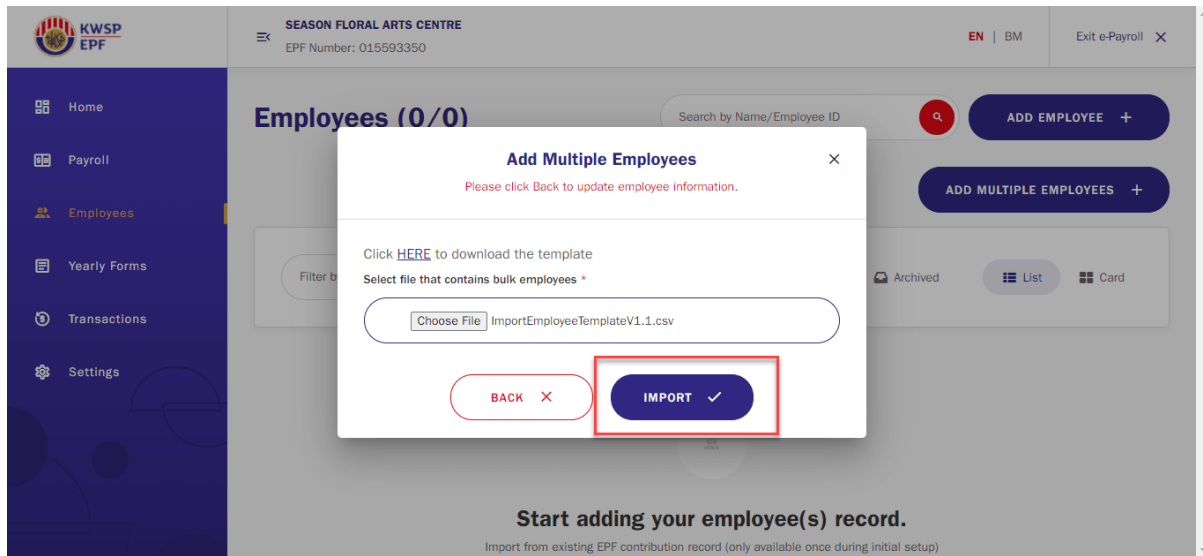 KWSP
EPF
SEASON FLORAL ARTS CENTRE
EPF Number: 015593350
EN | BM
Exit e-Payroll
Home
Payroll
Employees
Yearly Forms
Transactions
Settings
Employees (0/0)
Search by Name/Employee ID
ADD EMPLOYEE +
ADD MULTIPLE EMPLOYEES +
Filter b
Archived
List
Card
Add Multiple Employees
Please click Back to update employee information.
Click HERE to download the template
Select file that contains bulk employees *
Choose File ImportEmployeeTemplateV1.1.csv
BACK
IMPORT
Start adding your employee(s) record.
Import from existing EPF contribution record (only available once during initial setup)